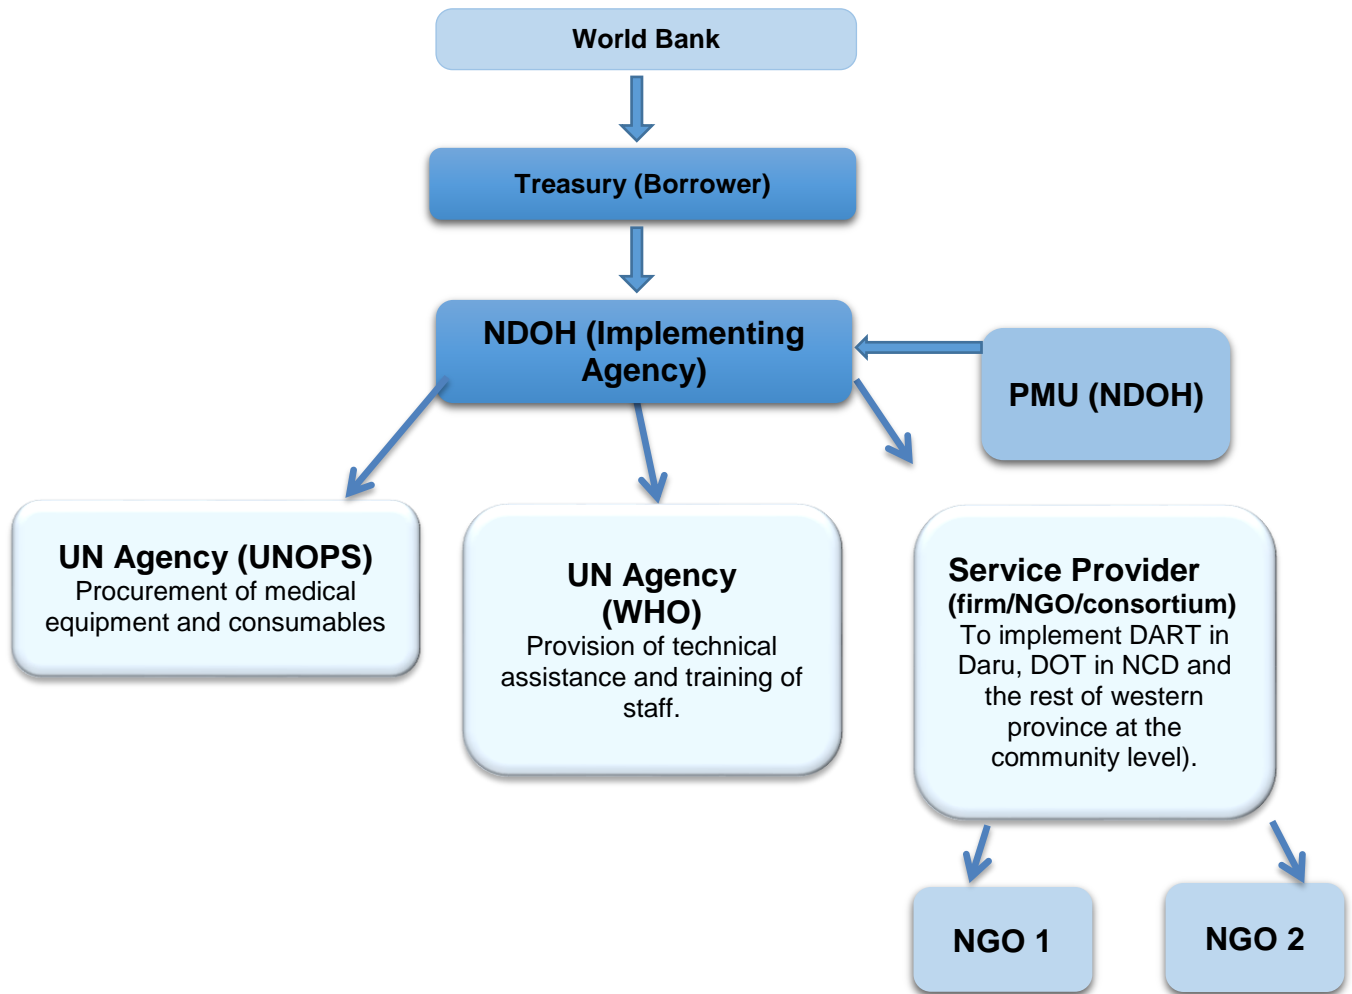 World Bank
Treasury (Borrower)
NDOH (Implementing
Agency)
PMU (NDOH)
UN Agency (UNOPS)
Procurement of medical
equipment and consumables
UN Agency
(WHO)
Provision of technical
assistance and training of
staff.
Service Provider
(firm/NGO/consortium)
To implement DART in
Daru, DOT in NCD and
the rest of western
province at the
community level).
NGO 1
NGO 2